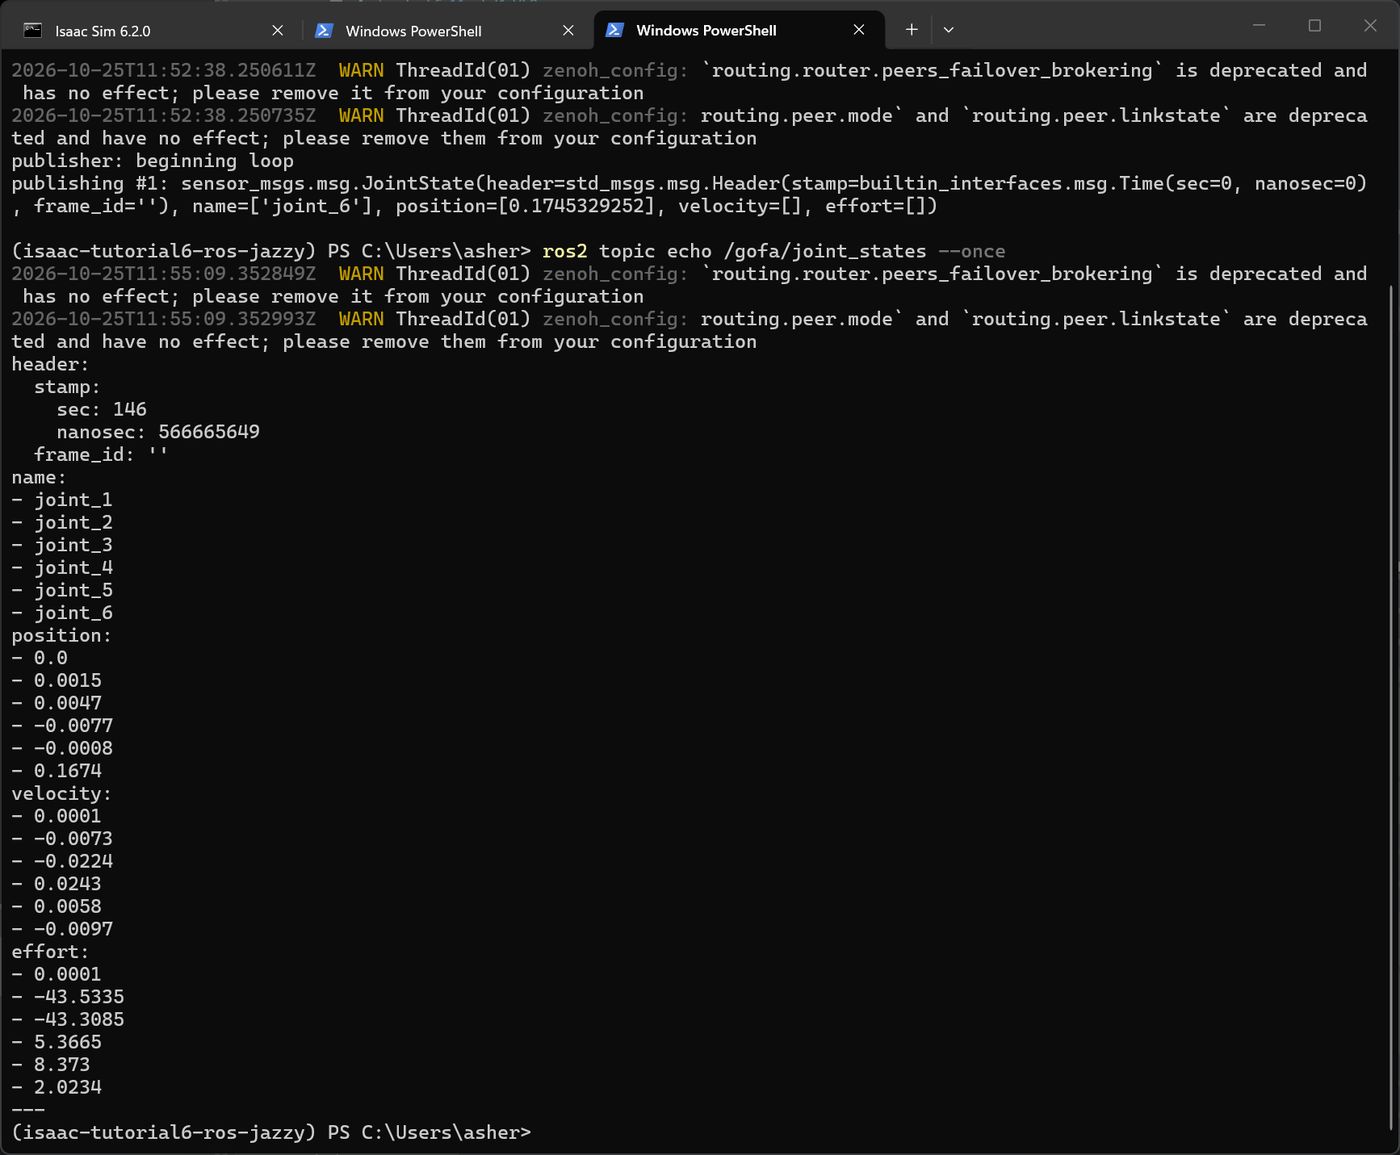 Isaac Sim 6.2.0
Windows PowerShell
Windows PowerShell
2026-10-25T11:52:38.250611Z  WARN ThreadId(01) zenoh_config: `routing.router.peers_failover_brokering` is deprecated and
 has no effect; please remove it from your configuration
2026-10-25T11:52:38.250735Z  WARN ThreadId(01) zenoh_config: routing.peer.mode` and `routing.peer.linkstate` are depreca
ted and have no effect; please remove them from your configuration
publisher: beginning loop
publishing #1: sensor_msgs.msg.JointState(header=std_msgs.msg.Header(stamp=builtin_interfaces.msg.Time(sec=0, nanosec=0)
, frame_id=''), name=['joint_6'], position=[0.1745329252], velocity=[], effort=[])
(isaac-tutorial6-ros-jazzy) PS C:\Users\asher> ros2 topic echo /gofa/joint_states --once
2026-10-25T11:55:09.352849Z  WARN ThreadId(01) zenoh_config: `routing.router.peers_failover_brokering` is deprecated and
 has no effect; please remove it from your configuration
2026-10-25T11:55:09.352993Z  WARN ThreadId(01) zenoh_config: routing.peer.mode` and `routing.peer.linkstate` are depreca
ted and have no effect; please remove them from your configuration
header:
  stamp:
    sec: 146
    nanosec: 566665649
  frame_id: ''
name:
- joint_1
- joint_2
- joint_3
- joint_4
- joint_5
- joint_6
position:
- 0.0
- 0.0015
- 0.0047
- -0.0077
- -0.0008
- 0.1674
velocity:
- 0.0001
- -0.0073
- -0.0224
- 0.0243
- 0.0058
- -0.0097
effort:
- 0.0001
- -43.5335
- -43.3085
- 5.3665
- 8.373
- 2.0234
---
(isaac-tutorial6-ros-jazzy) PS C:\Users\asher>